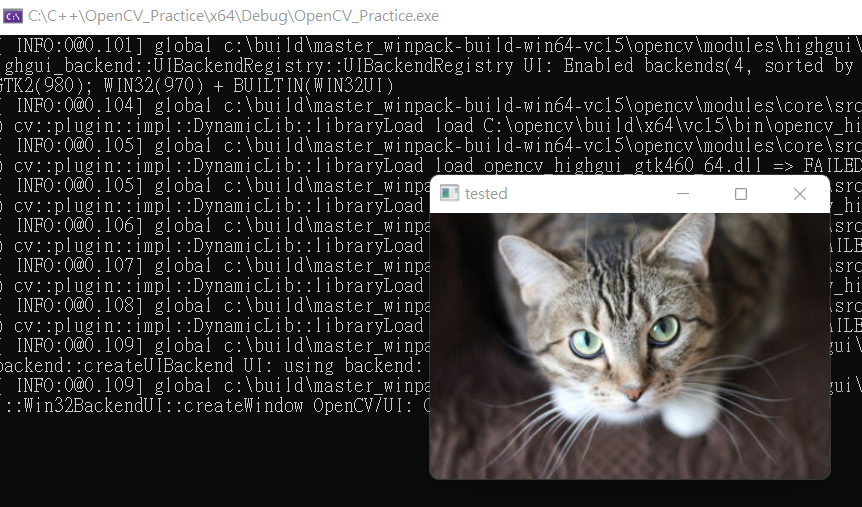 C:\C++\OpenCV_Practice\x64\Debug\OpenCV_Practice.exe
[ INFO:0@0.101] global c:\build\master_winpack-build-win64-vc15\opencv\modules\highgui\
ghgui_backend::UIBackendRegistry::UIBackendRegistry UI: Enabled backends(4, sorted by
GTK2(980); WIN32(970) + BUILTIN(WIN32UI)
[ INFO:0@0.104] global c:\build\master_winpack-build-win64-vc15\opencv\modules\core\src
) cv::plugin::impl::DynamicLib::libraryLoad load C:\opencv\build\x64\vc15\bin\opencv_hi
[ INFO:0@0.105] global c:\build\master_winpack-build-win64-vc15\opencv\modules\core\src
) cv::plugin::impl::DynamicLib::libraryLoad load opencv_highgui_gtk460_64.dll => FAILED
[ INFO:0@0.105] global c:\build\master_winpa
) cv::plugin::impl::DynamicLib::libraryLoad
[ INFO:0@0.106] global c:\build\master_winpa
) cv::plugin::impl::DynamicLib::libraryLoad
[ INFO:0@0.107] global c:\build\master_winpa
) cv::plugin::impl::DynamicLib::libraryLoad
[ INFO:0@0.108] global c:\build\master_winpa
) cv::plugin::impl::DynamicLib::libraryLoad
[ INFO:0@0.109] global c:\build\master_winpa
backend::createUIBackend UI: using backend:
[ INFO:0@0.109] global c:\build\master_winpa
::Win32BackendUI::createWindow OpenCV/UI:
tested